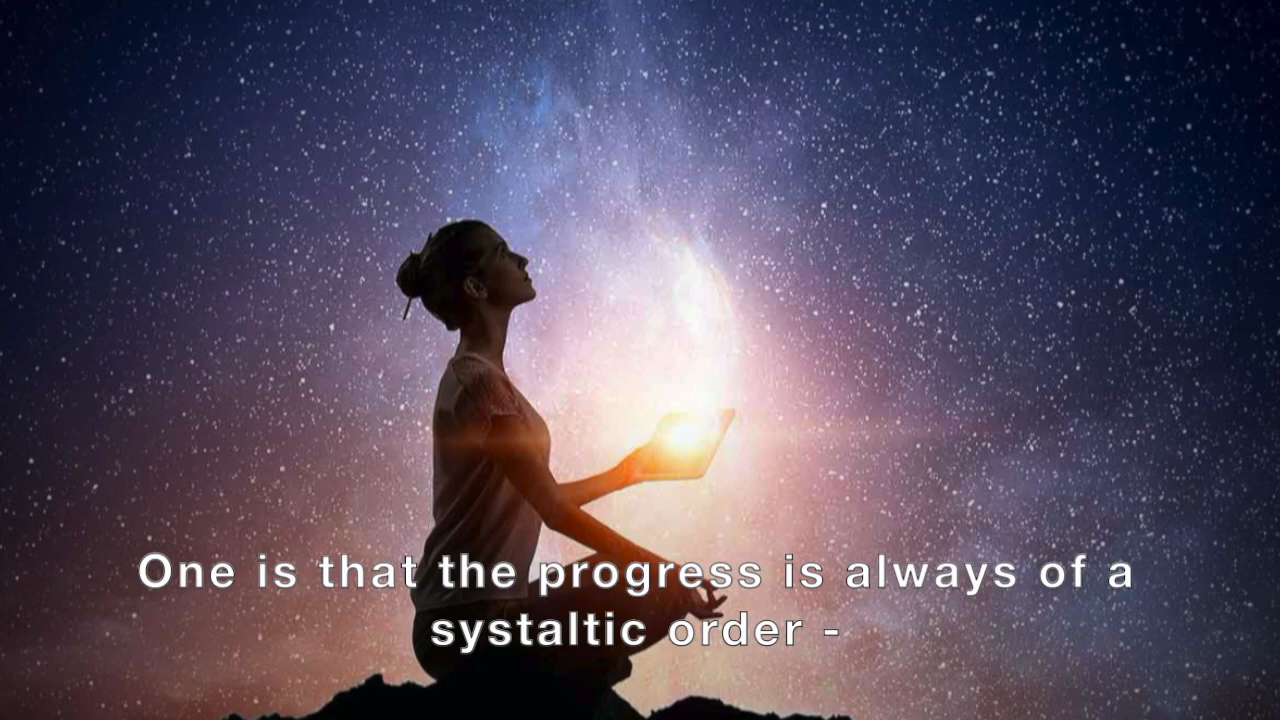 One is that the progress is always of a
systaltic order -